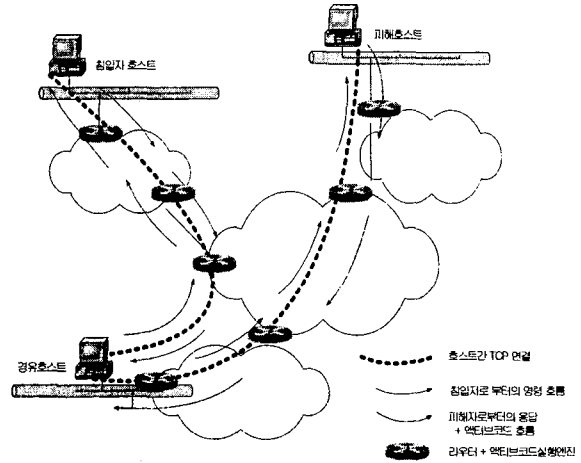 침입자 호스트
피해호스트
경유호스트
호스트간 TCP 연결
침입자로 부터의 명령 흐름
피해자로부터의 응답
+ 액티브코드 흐름
라우터 + 액티브코드실행엔진